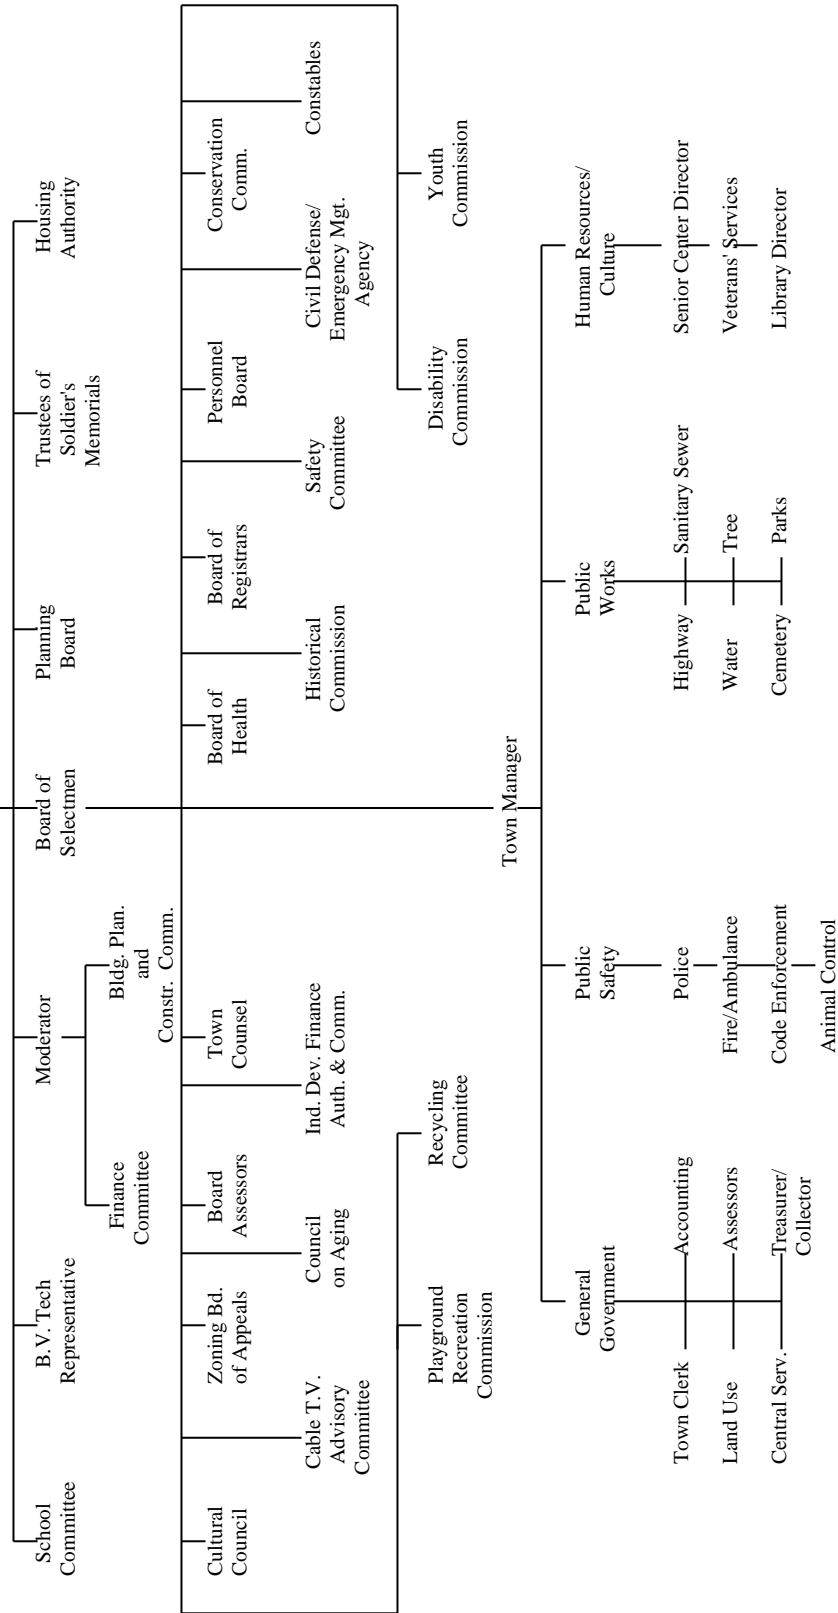 School
Committee
B.V. Tech
Representative
Moderator
Board of
Selectmen
Planning
Board
Trustees of
Soldier's
Memorials
Housing
Authority
Finance
Committee
Bldg. Plan.
and
Constr. Comm.
Cultural
Council
Zoning Bd.
of Appeals
Board
Assessors
Town
Counsel
Board of
Health
Board of
Registrars
Personnel
Board
Conservation
Comm.
Cable T.V.
Advisory
Committee
Council
on Aging
Ind. Dev. Finance
Auth. & Comm.
Historical
Commission
Safety
Committee
Civil Defense/
Emergency Mgt.
Agency
Constables
Playground
Recreation
Commission
Recycling
Committee
Disability
Commission
Youth
Commission
Town Manager
General
Government
Public
Safety
Public
Works
Human Resources/
Culture
Town Clerk
Accounting
Land Use
Assessors
Central Serv.
Treasurer/
Collector
Police
Fire/Ambulance
Code Enforcement
Animal Control
Highway
Sanitary Sewer
Water
Tree
Cemetery
Parks
Senior Center Director
Veterans' Services
Library Director